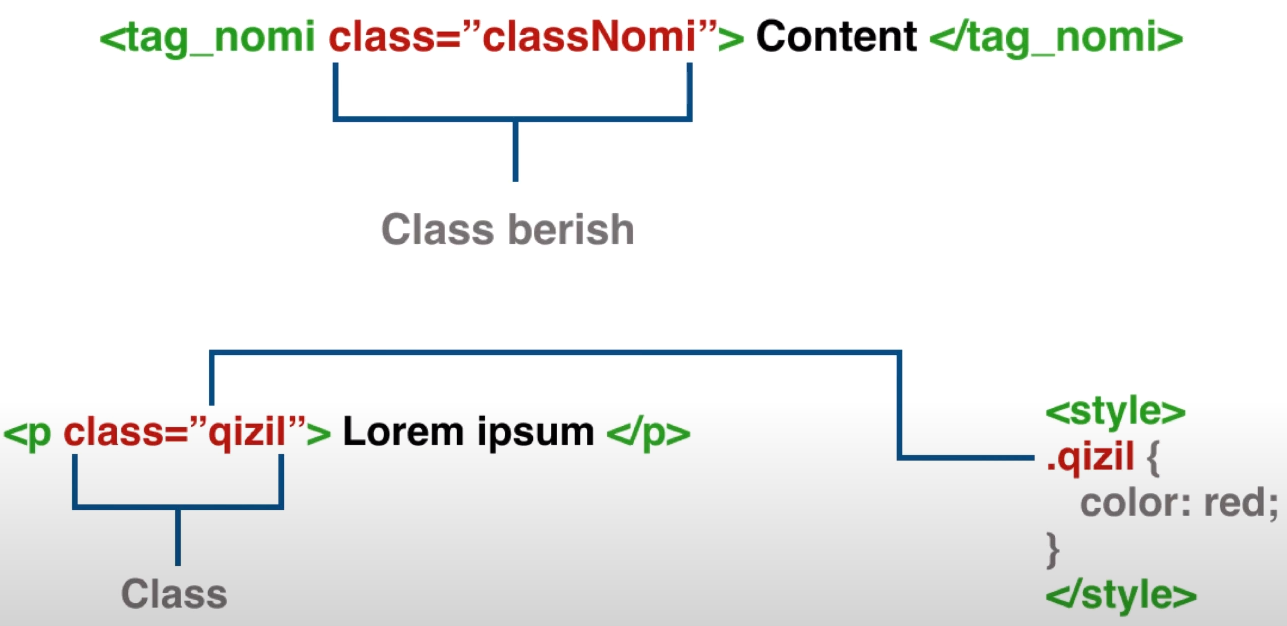 <tag_nomi class=”classNomi”> Content </tag_nomi>
Class berish
<p class=”qizil”> Lorem ipsum </p>
Class
<style>
.qizil {
color: red;
}
</style>